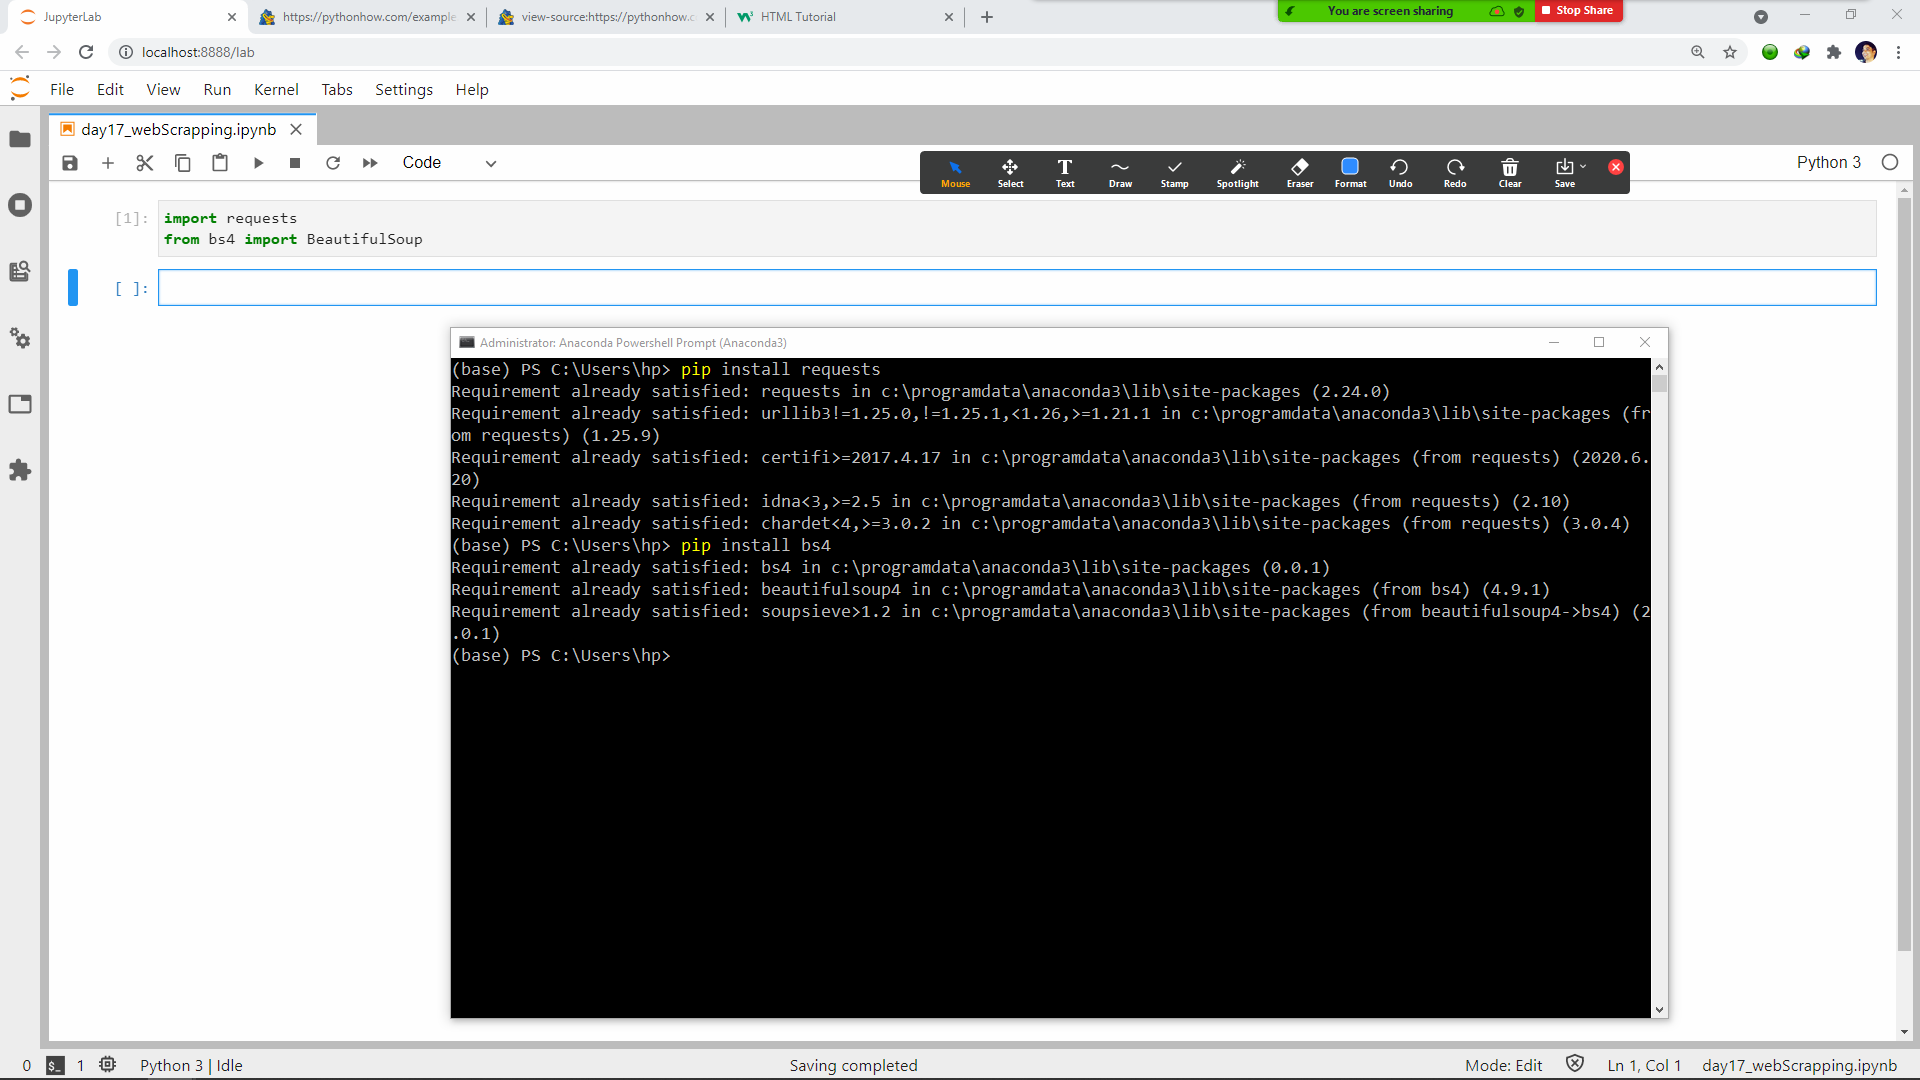 JupyterLab
https://pythonhow.com/example
view-source:https://pythonhow.c
HTML Tutorial
You are screen sharing
Stop Share
localhost:8888/lab
File Edit View Run Kernel Tabs Settings Help
day17_webScrapping.ipynb
Code
Python 3
Mouse Select Text Draw Stamp Spotlight Eraser Format Undo Redo Clear Save
[1]: import requests
from bs4 import BeautifulSoup
[ ]:
Administrator: Anaconda Powershell Prompt (Anaconda3)
(base) PS C:\Users\hp> pip install requests
Requirement already satisfied: requests in c:\programdata\anaconda3\lib\site-packages (2.24.0)
Requirement already satisfied: urllib3!=1.25.0,!=1.25.1,<1.26,>=1.21.1 in c:\programdata\anaconda3\lib\site-packages (fr
om requests) (1.25.9)
Requirement already satisfied: certifi>=2017.4.17 in c:\programdata\anaconda3\lib\site-packages (from requests) (2020.6.
20)
Requirement already satisfied: idna<3,>=2.5 in c:\programdata\anaconda3\lib\site-packages (from requests) (2.10)
Requirement already satisfied: chardet<4,>=3.0.2 in c:\programdata\anaconda3\lib\site-packages (from requests) (3.0.4)
(base) PS C:\Users\hp> pip install bs4
Requirement already satisfied: bs4 in c:\programdata\anaconda3\lib\site-packages (0.0.1)
Requirement already satisfied: beautifulsoup4 in c:\programdata\anaconda3\lib\site-packages (from bs4) (4.9.1)
Requirement already satisfied: soupsieve>1.2 in c:\programdata\anaconda3\lib\site-packages (from beautifulsoup4->bs4) (2
.0.1)
(base) PS C:\Users\hp>
0 $_ 1 Python 3 | Idle
Saving completed
Mode: Edit Ln 1, Col 1 day17_webScrapping.ipynb